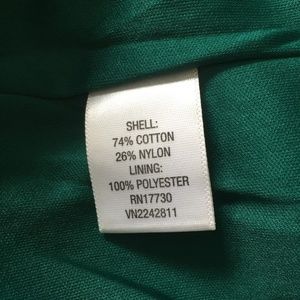 SHELL:
74% COTTON
26% NYLON
LINING:
100% POLYESTER
RN17730
VN2242811